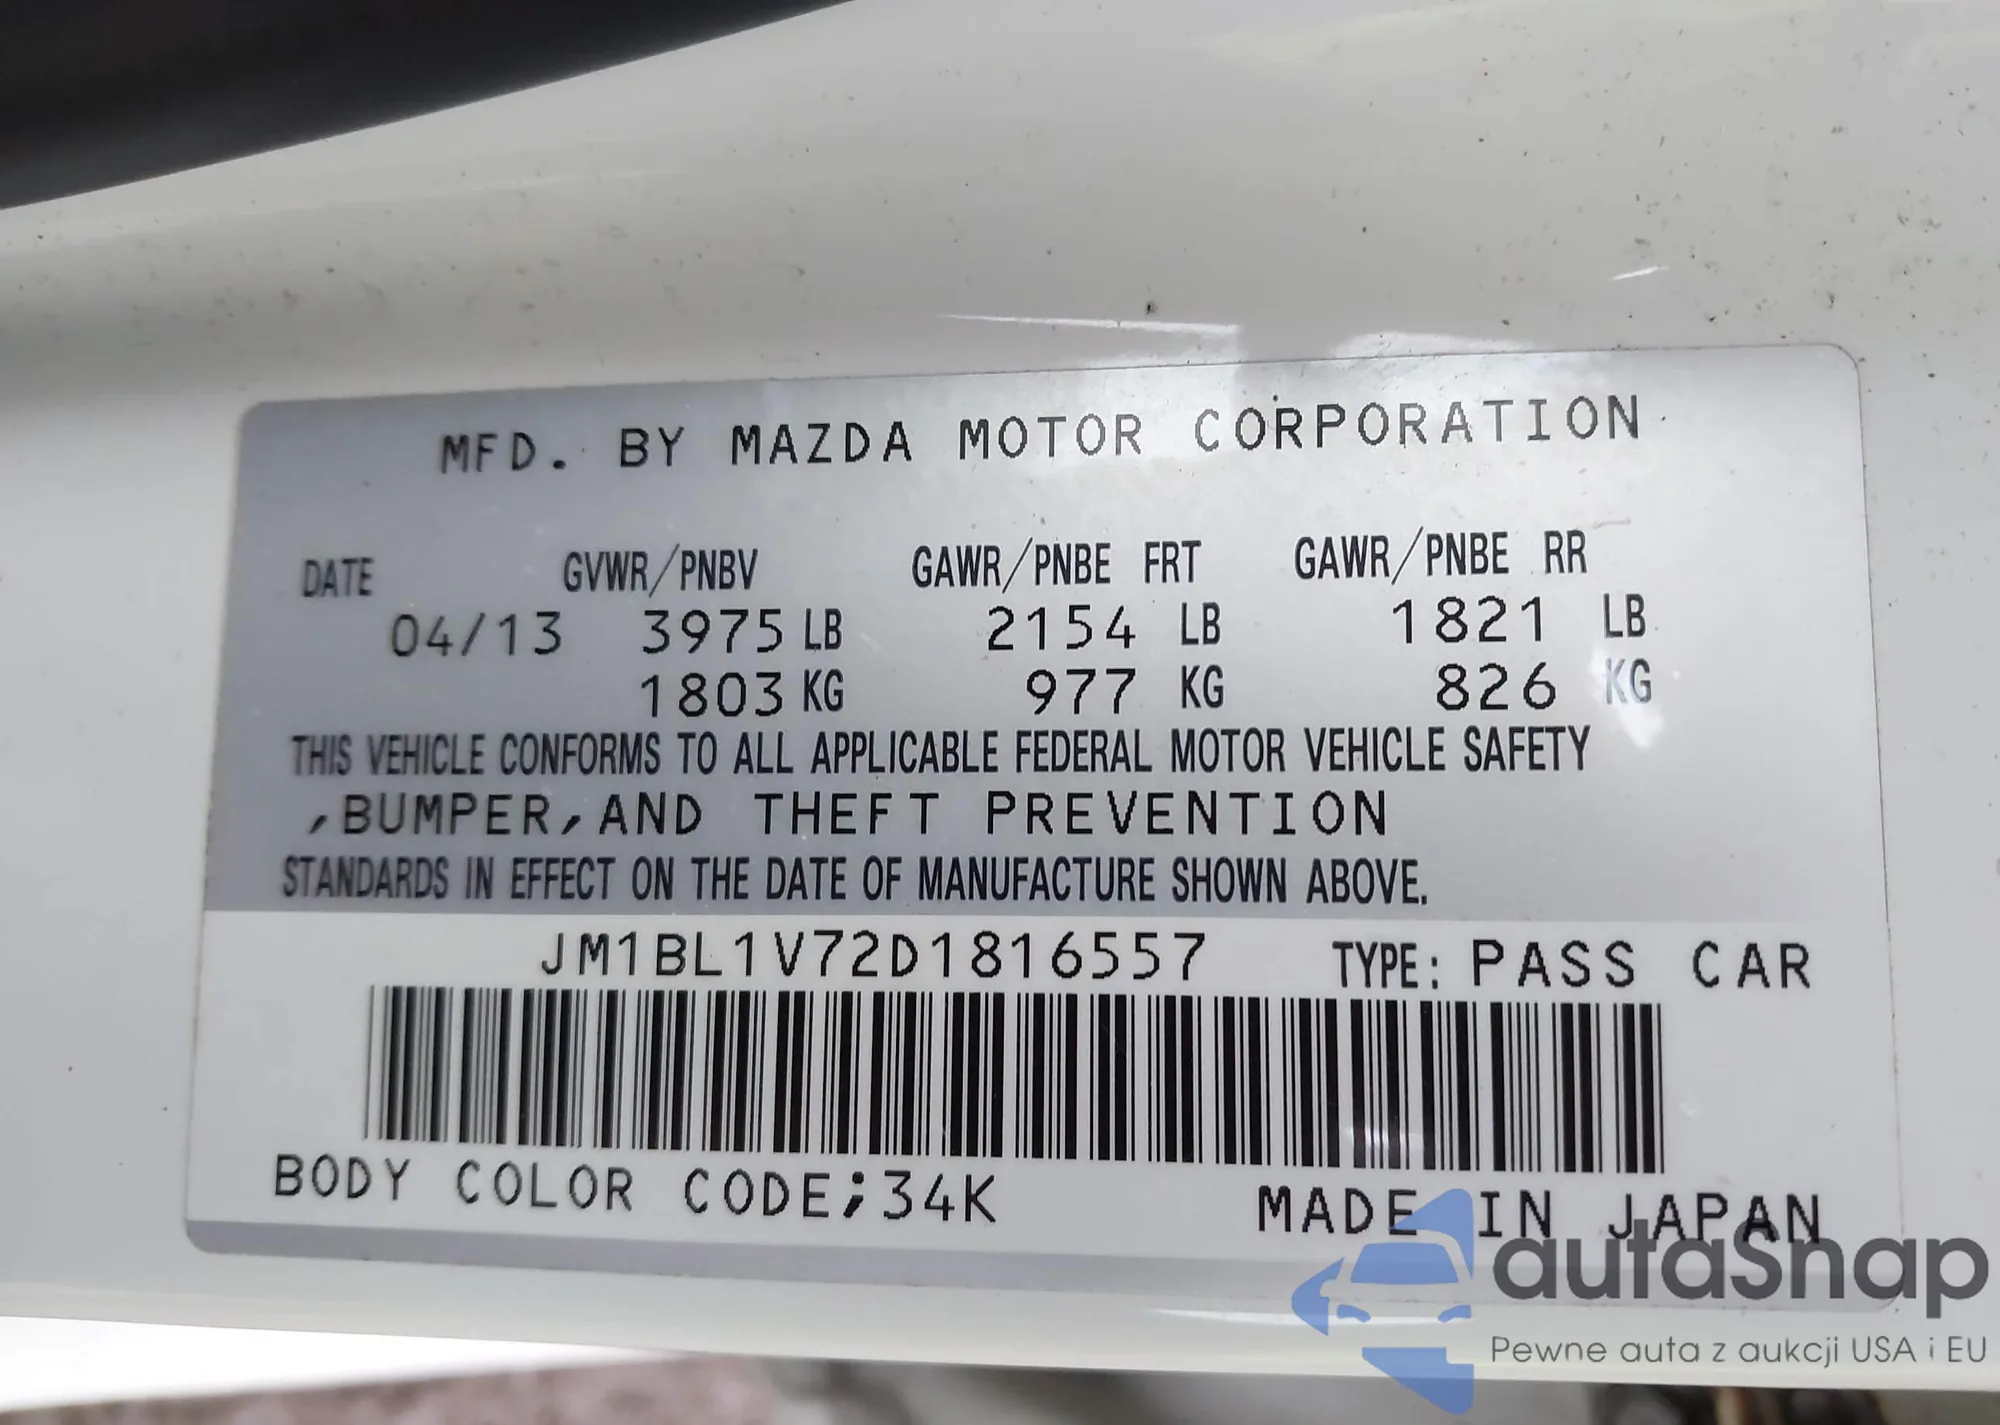 MFD. BY MAZDA MOTOR CORPORATION
DATE GVWR/PNBV GAWR/PNBE FRT GAWR/PNBE RR
04/13 3975 LB 2154 LB 1821 LB
1803 KG 977 KG 826 KG
THIS VEHICLE CONFORMS TO ALL APPLICABLE FEDERAL MOTOR VEHICLE SAFETY
,BUMPER,AND THEFT PREVENTION
STANDARDS IN EFFECT ON THE DATE OF MANUFACTURE SHOWN ABOVE.
JM1BL1V72D1816557 TYPE: PASS CAR
BODY COLOR CODE;34K MADE IN JAPAN
autaSnap
Pewne auta z aukcji USA i EU